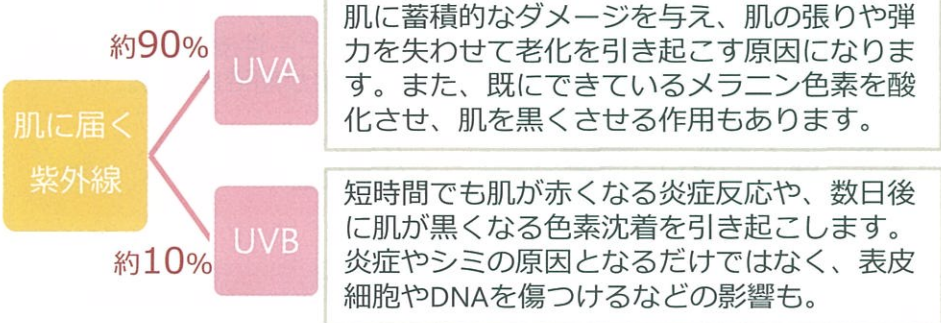 肌に届く
紫外線
約90%
UVA
肌に蓄積的なダメージを与え、肌の張りや弾
力を失わせて老化を引き起こす原因になりま
す。また、既にできているメラニン色素を酸
化させ、肌を黒くさせる作用もあります。
約10%
UVB
短時間でも肌が赤くなる炎症反応や、数日後
に肌が黒くなる色素沈着を引き起こします。
炎症やシミの原因となるだけではなく、表皮
細胞やDNAを傷つけるなどの影響も。